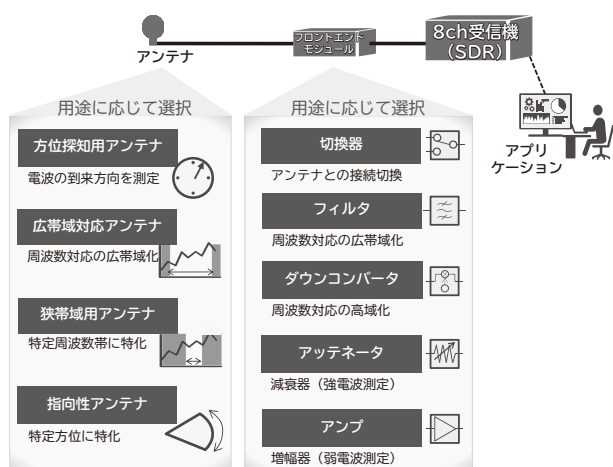 アンテナ
フロントエンド
モジュール
8ch受信機
(SDR)
アプリ
ケーション
用途に応じて選択
方位探知用アンテナ
電波の到来方向を測定
広帯域対応アンテナ
周波数対応の広帯域化
狭帯域用アンテナ
特定周波数帯に特化
指向性アンテナ
特定方位に特化
用途に応じて選択
切換器
アンテナとの接続切換
フィルタ
周波数対応の広帯域化
ダウンコンバータ
周波数対応の高域化
アッテネータ
減衰器（強電波測定）
アンプ
増幅器（弱電波測定）